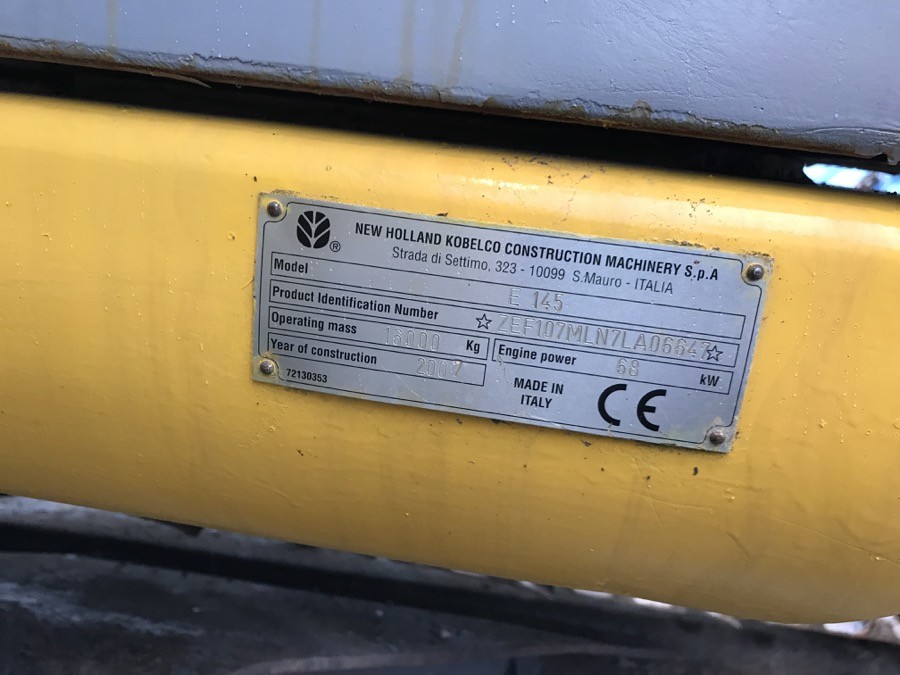 NEW HOLLAND KOBELCO CONSTRUCTION MACHINERY S.p.A
Strada di Settimo, 323 - 10099 S.Mauro - ITALIA
®
Model E 145
Product Identification Number ☆ZEF107MLN7LA06647☆
Operating mass 16000 Kg Engine power 68 kW
Year of construction 2007
72130353 MADE IN
ITALY
CE